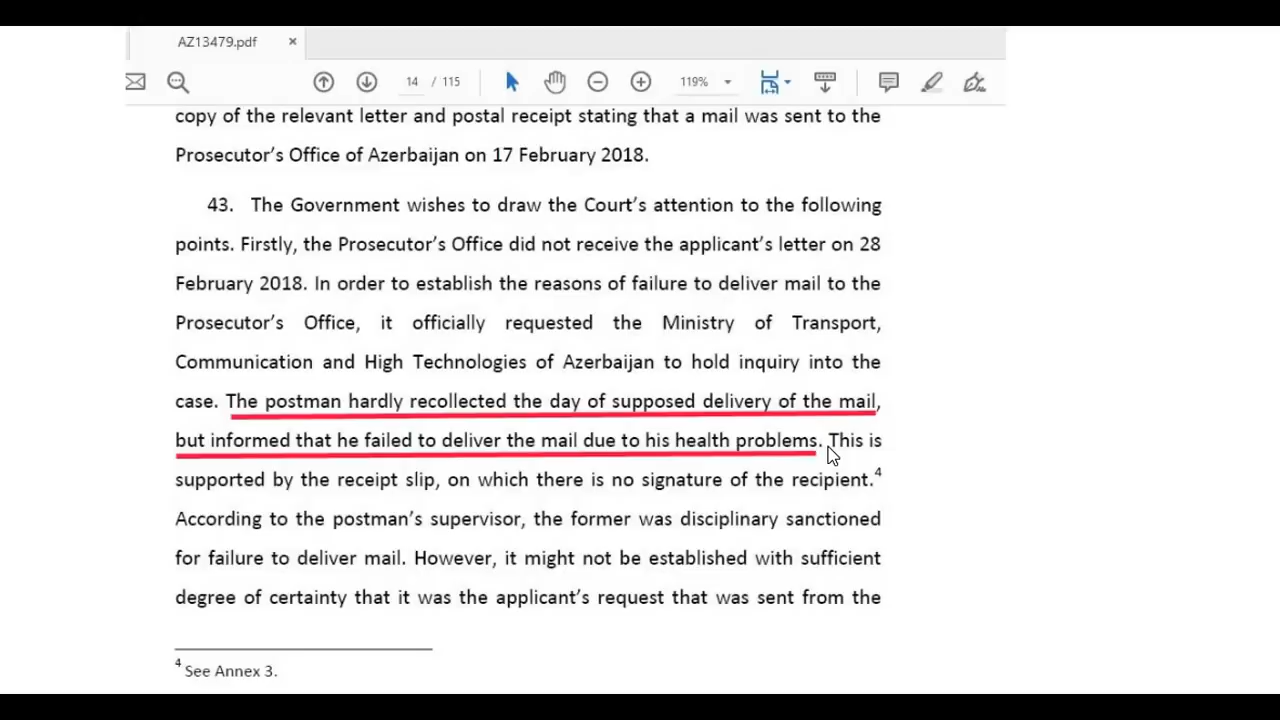 AZ13479.pdf ×
14 / 115 119%
copy of the relevant letter and postal receipt stating that a mail was sent to the
Prosecutor’s Office of Azerbaijan on 17 February 2018.
43. The Government wishes to draw the Court’s attention to the following
points. Firstly, the Prosecutor’s Office did not receive the applicant’s letter on 28
February 2018. In order to establish the reasons of failure to deliver mail to the
Prosecutor’s Office, it officially requested the Ministry of Transport,
Communication and High Technologies of Azerbaijan to hold inquiry into the
case. The postman hardly recollected the day of supposed delivery of the mail,
but informed that he failed to deliver the mail due to his health problems. This is
supported by the receipt slip, on which there is no signature of the recipient.4
According to the postman’s supervisor, the former was disciplinary sanctioned
for failure to deliver mail. However, it might not be established with sufficient
degree of certainty that it was the applicant’s request that was sent from the
4 See Annex 3.